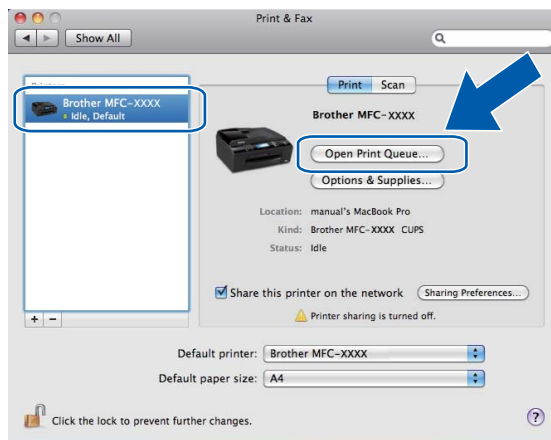 Print & Fax
Show All
Print Scan
Brother MFC-XXXX
Idle, Default
Brother MFC-XXXX
Open Print Queue...
Options & Supplies...
Location: manual's MacBook Pro
Kind: Brother MFC-XXXX CUPS
Status: Idle
Share this printer on the network Sharing Preferences...
+ − Printer sharing is turned off.
Default printer: Brother MFC-XXXX
Default paper size: A4
Click the lock to prevent further changes. ?